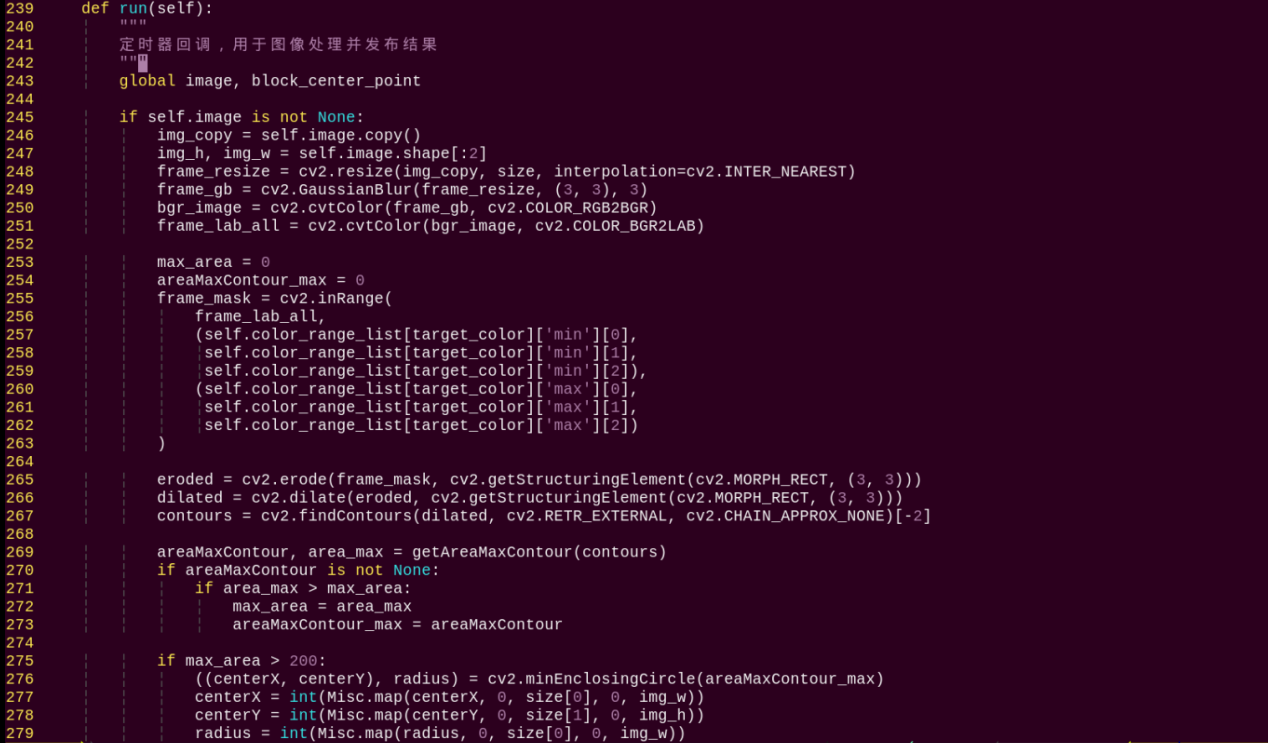 239     def run(self):
240         """
241         定时器回调，用于图像处理并发布结果
242         """
243         global image, block_center_point
244
245         if self.image is not None:
246             img_copy = self.image.copy()
247             img_h, img_w = self.image.shape[:2]
248             frame_resize = cv2.resize(img_copy, size, interpolation=cv2.INTER_NEAREST)
249             frame_gb = cv2.GaussianBlur(frame_resize, (3, 3), 3)
250             bgr_image = cv2.cvtColor(frame_gb, cv2.COLOR_RGB2BGR)
251             frame_lab_all = cv2.cvtColor(bgr_image, cv2.COLOR_BGR2LAB)
252
253             max_area = 0
254             areaMaxContour_max = 0
255             frame_mask = cv2.inRange(
256                 frame_lab_all,
257                 (self.color_range_list[target_color]['min'][0],
258                  self.color_range_list[target_color]['min'][1],
259                  self.color_range_list[target_color]['min'][2]),
260                 (self.color_range_list[target_color]['max'][0],
261                  self.color_range_list[target_color]['max'][1],
262                  self.color_range_list[target_color]['max'][2])
263             )
264
265             eroded = cv2.erode(frame_mask, cv2.getStructuringElement(cv2.MORPH_RECT, (3, 3)))
266             dilated = cv2.dilate(eroded, cv2.getStructuringElement(cv2.MORPH_RECT, (3, 3)))
267             contours = cv2.findContours(dilated, cv2.RETR_EXTERNAL, cv2.CHAIN_APPROX_NONE)[-2]
268
269             areaMaxContour, area_max = getAreaMaxContour(contours)
270             if areaMaxContour is not None:
271                 if area_max > max_area:
272                     max_area = area_max
273                     areaMaxContour_max = areaMaxContour
274
275             if max_area > 200:
276                 ((centerX, centerY), radius) = cv2.minEnclosingCircle(areaMaxContour_max)
277                 centerX = int(Misc.map(centerX, 0, size[0], 0, img_w))
278                 centerY = int(Misc.map(centerY, 0, size[1], 0, img_h))
279                 radius = int(Misc.map(radius, 0, size[0], 0, img_w))